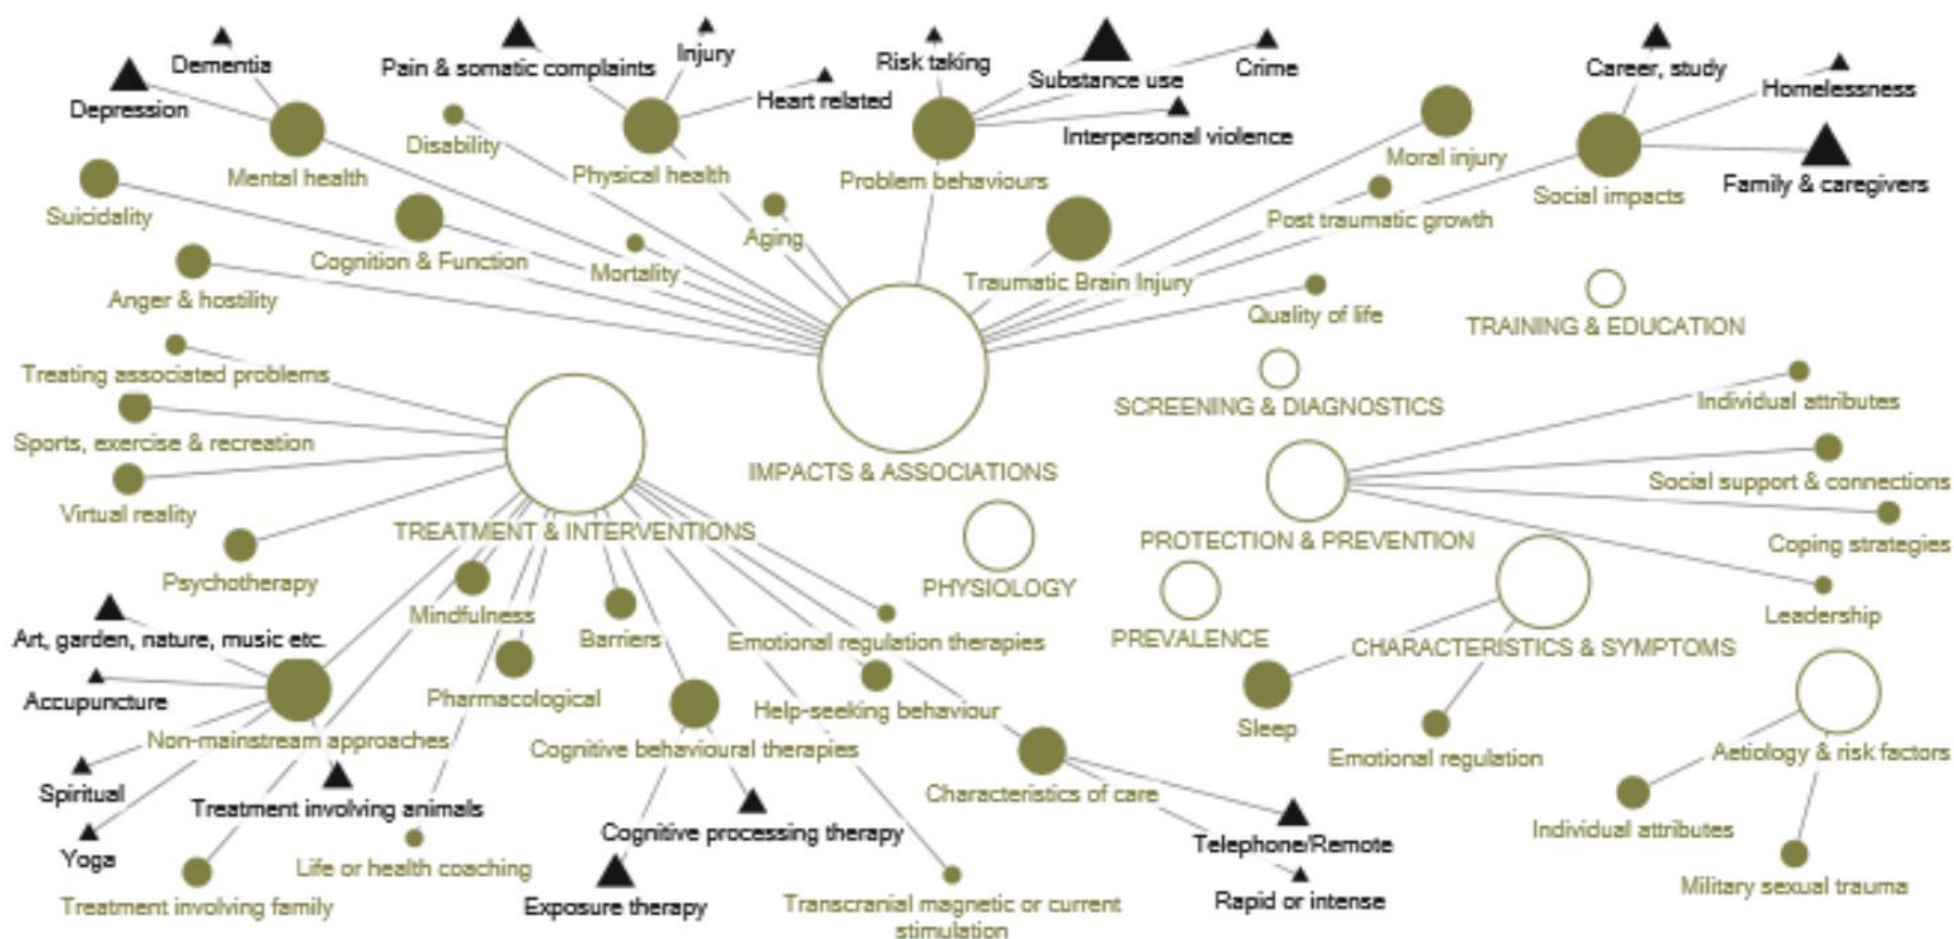 Dementia
Depression
Pain & somatic complaints
Injury
Heart related
Risk taking
Substance use
Crime
Interpersonal violence
Career, study
Homelessness
Family & caregivers
Mental health
Disability
Physical health
Problem behaviours
Moral injury
Social impacts
Suicidality
Cognition & Function
Mortality
Aging
Traumatic Brain Injury
Post traumatic growth
Anger & hostility
Quality of life
TRAINING & EDUCATION
Treating associated problems
SCREENING & DIAGNOSTICS
Individual attributes
Sports, exercise & recreation
IMPACTS & ASSOCIATIONS
Social support & connections
Virtual reality
TREATMENT & INTERVENTIONS
PROTECTION & PREVENTION
Coping strategies
Psychotherapy
PHYSIOLOGY
Leadership
Mindfulness
Barriers
Emotional regulation therapies
PREVALENCE
CHARACTERISTICS & SYMPTOMS
Art, garden, nature, music etc.
Accupuncture
Pharmacological
Help-seeking behaviour
Sleep
Non-mainstream approaches
Cognitive behavioural therapies
Emotional regulation
Aetiology & risk factors
Spiritual
Treatment involving animals
Characteristics of care
Cognitive processing therapy
Telephone/Remote
Individual attributes
Yoga
Life or health coaching
Treatment involving family
Exposure therapy
Transcranial magnetic or current
stimulation
Rapid or intense
Military sexual trauma